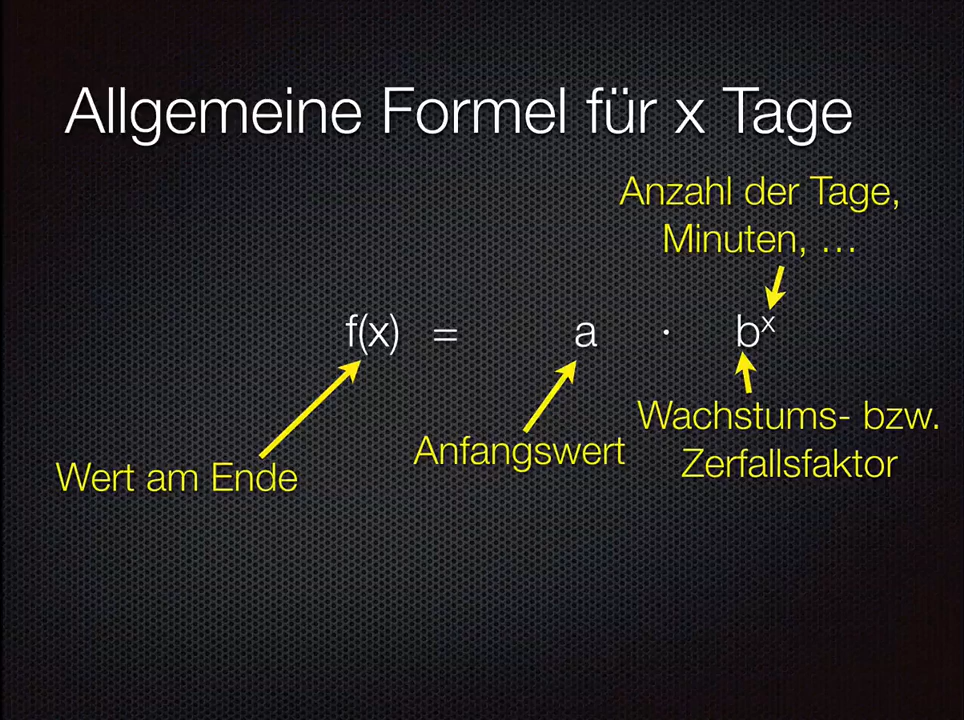 Allgemeine Formel für x Tage
Anzahl der Tage,
Minuten, …
f(x) = a · bˣ
Wachstums- bzw.
Zerfallsfaktor
Anfangswert
Wert am Ende